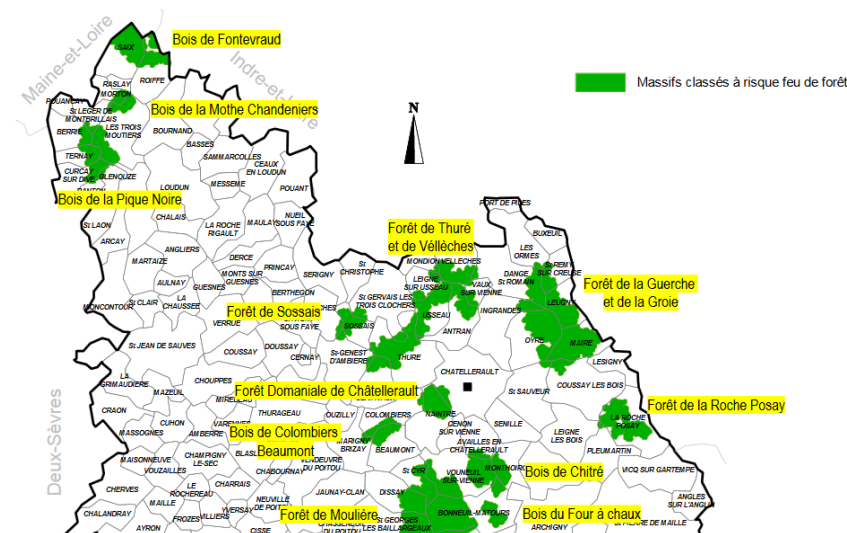 Maine-et-Loire
Indre-et-Loire
Deux-Sèvres
Massifs classés à risque feu de forêt
N
Bois de Fontevraud
SAIX
RASLAY
ROIFFE
MORTON
POUANCAY
Bois de la Mothe Chandeniers
St LEGER DE
MONTBRILLAIS
LES TROIS
MOUTIERS
BERRIE
BOURNAND
BASSES
TERNAY
SAMMARCOLLES
CEAUX
EN LOUDUN
CURCAY
SUR DIVE
GLENOUZE
MESSEME
POUANT
LOUDUN
Bois de la Pique Noire
PORT DE PILES
St LAON
CHALAIS
LA ROCHE
RIGAULT
MAULAY
NUEIL
SOUS FAYE
Forêt de Thuré
et de Vellèches
BUXEUIL
ARCAY
ANGLIERS
LES
ORMES
MARTAIZE
DERCE
PRINCAY
St
CHRISTOPHE
MONDION
VELLECHES
St REMY
SUR CREUSE
MONTS SUR
GUESNES
SERIGNY
LEIGNE
SUR USSEAU
DANGE
St ROMAIN
Forêt de la Guerche
et de la Groie
AULNAY
GUESNES
BERTHEGON
VAUX
SUR-VIENNE
MONCONTOUR
St CLAIR
LA
CHAUSSEE
St GERVAIS LES
TROIS CLOCHERS
LEUGNY
Forêt de Sossais
USSEAU
INGRANDES
VERRUE
SOUS FAYE
SOSSAIS
ANTRAN
OYRE
MAIRE
St JEAN DE SAUVES
COUSSAY
DOUSSAY
CERNAY
St-GENEST
D'AMBIERE
THURE
LESIGNY
CHATELLERAULT
LA
GRIMAUDIERE
CHOUPPES
MAZEUIL
MIREBEAU
Forêt Domaniale de Châtellerault
St SAUVEUR
COUSSAY LES BOIS
CRAON
THURAGEAU
OUZILLY
COLOMBIERS
NAINTRE
Forêt de la Roche Posay
LA ROCHE
POSAY
MASSOGNES
CUHON
AMBERRE
Bois de Colombiers
Beaumont
MARIGNY
BRIZAY
BEAUMONT
CENON
SUR VIENNE
SENILLE
LEIGNE
LES BOIS
AVAILLES EN
CHATELLERAULT
PLEUMARTIN
MAISONNEUVE
VOUZAILLES
CHAMPIGNY
LE-SEC
CHABOURNAY
VENDEUVRE
DU POITOU
St CYR
VOUNEUIL
SUR-VIENNE
MONTHOIRON
Bois de Chitré
VICQ SUR GARTEMPE
CHERVES
LE
ROCHEREAU
CHARRAIS
JAUNAY-CLAN
DISSAY
MAILLE
NEUVILLE
DE POITOU
BONNEUIL-MATOURS
Bois du Four à chaux
ANGLES
SUR L'ANGLIN
CHALANDRAY
FROZES
VILLIERS
YVERSAY
Forêt de Moulière
St GEORGES
LES BAILLARGEAUX
St PIERRE DE MAILLE
AYRON
CISSE
DU POITOU
ARCHIGNY